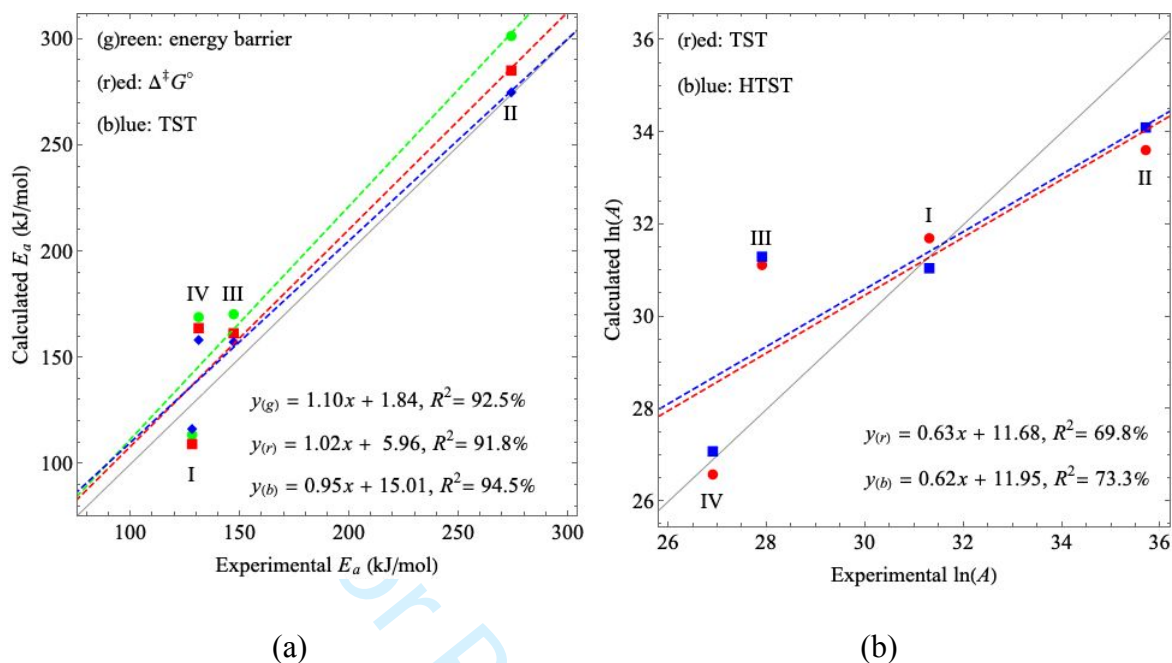 (g)reen: energy barrier
(r)ed: Δ‡G°
(b)lue: TST
II
IV III
I
y(g) = 1.10x + 1.84, R²= 92.5%
y(r) = 1.02x + 5.96, R²= 91.8%
y(b) = 0.95x + 15.01, R²= 94.5%
300
250
200
150
100
Calculated Ea (kJ/mol)
100 150 200 250 300
Experimental Ea (kJ/mol)
(a)
(r)ed: TST
(b)lue: HTST
II
I
III
IV
y(r) = 0.63x + 11.68, R²= 69.8%
y(b) = 0.62x + 11.95, R²= 73.3%
36
34
32
30
28
26
Calculated ln(A)
26 28 30 32 34 36
Experimental ln(A)
(b)